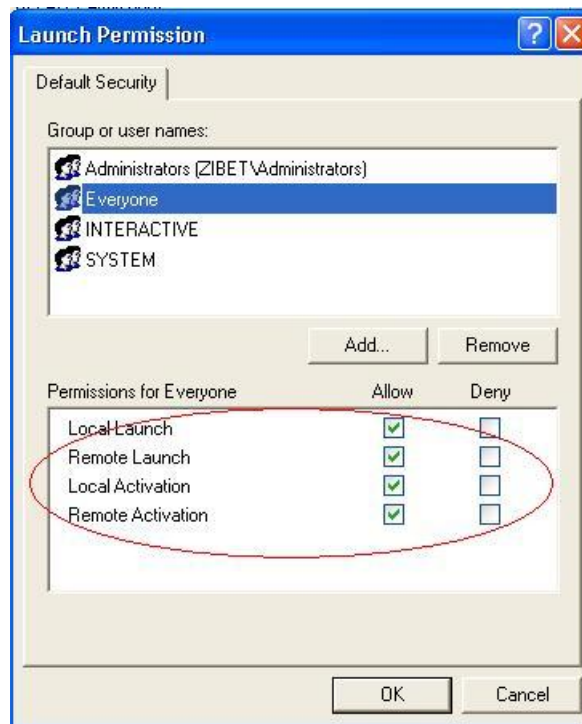 Launch Permission
Default Security
Group or user names:
Administrators (ZIBET\Administrators)
Everyone
INTERACTIVE
SYSTEM
Add... Remove
Permissions for Everyone Allow Deny
Local Launch
Remote Launch
Local Activation
Remote Activation
OK Cancel